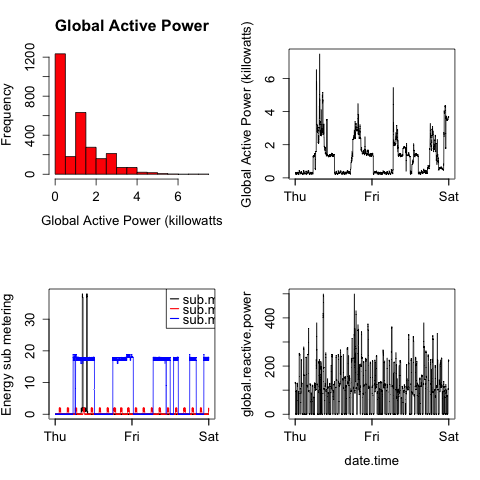 Global Active Power
Frequency
0 400 800 1200
0 2 4 6
Global Active Power (killowatts
Global Active Power (killowatts)
0 2 4 6
Thu Fri Sat
Energy sub metering
0 10 20 30
sub.m
sub.m
sub.m
Thu Fri Sat
global.reactive.power
0 200 400
Thu Fri Sat
date.time